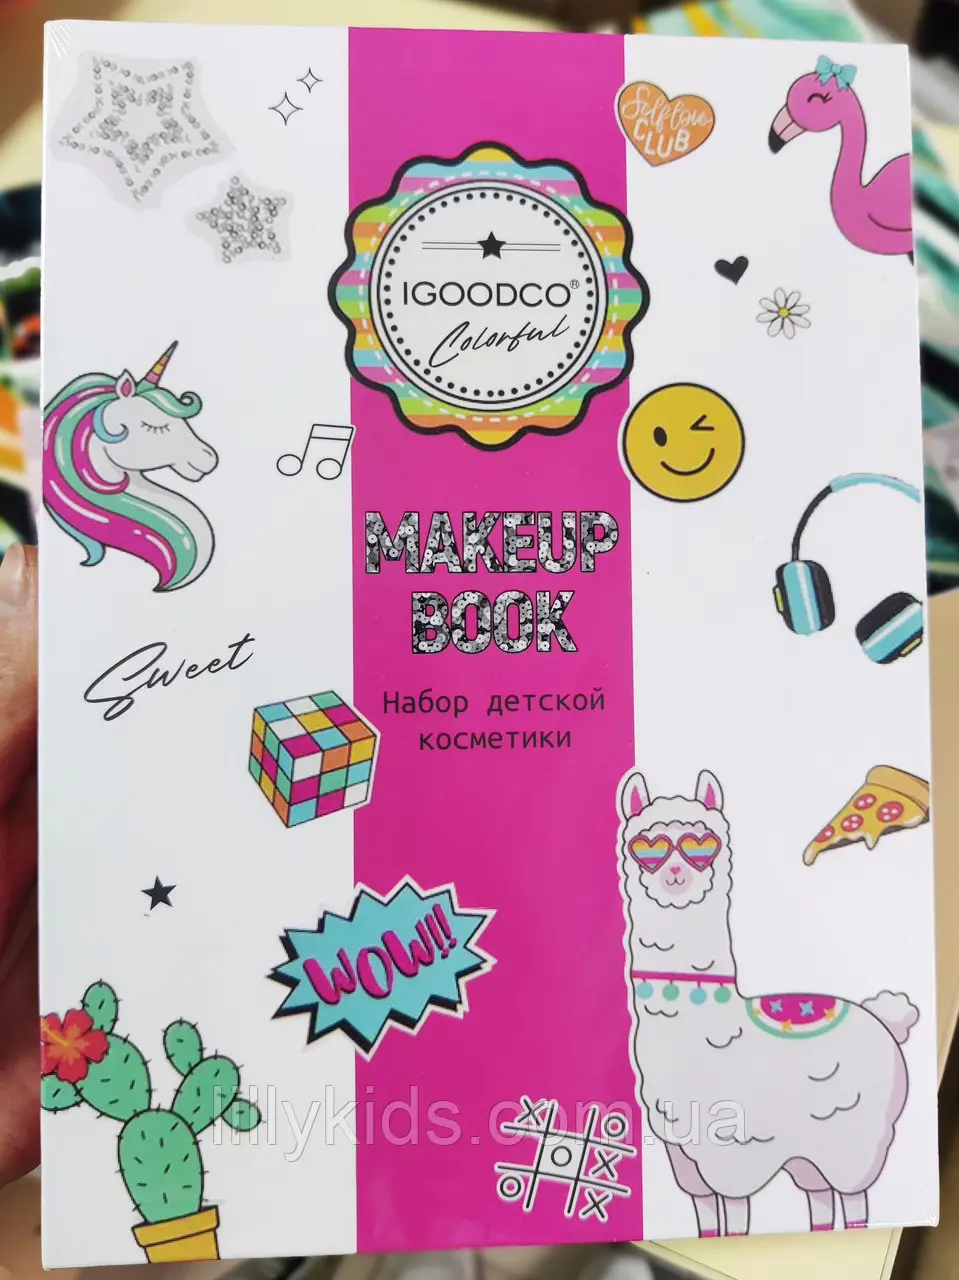 Self love
CLUB
IGOODCO®
Colorful
MAKEUP
BOOK
Sweet
Набор детской
косметики
WOW!!
lillykids.com.ua
X O
O X
O X